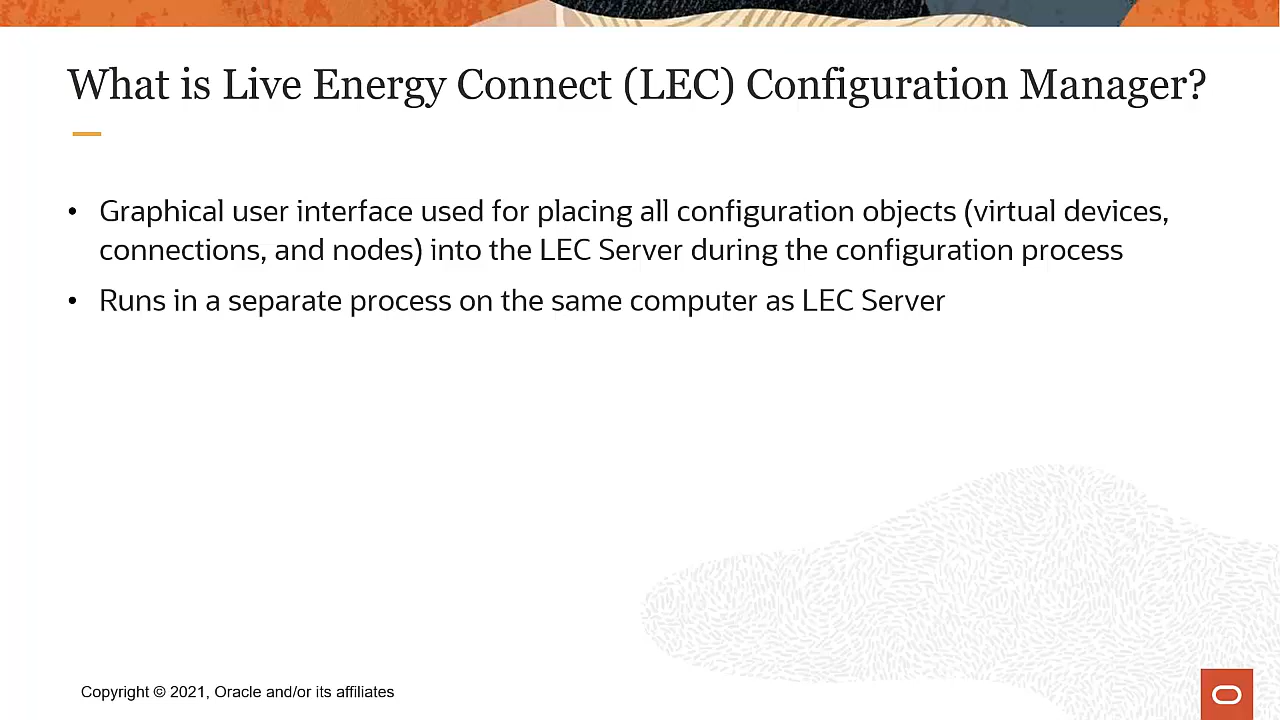 What is Live Energy Connect (LEC) Configuration Manager?
• Graphical user interface used for placing all configuration objects (virtual devices,
connections, and nodes) into the LEC Server during the configuration process
• Runs in a separate process on the same computer as LEC Server
Copyright © 2021, Oracle and/or its affiliates